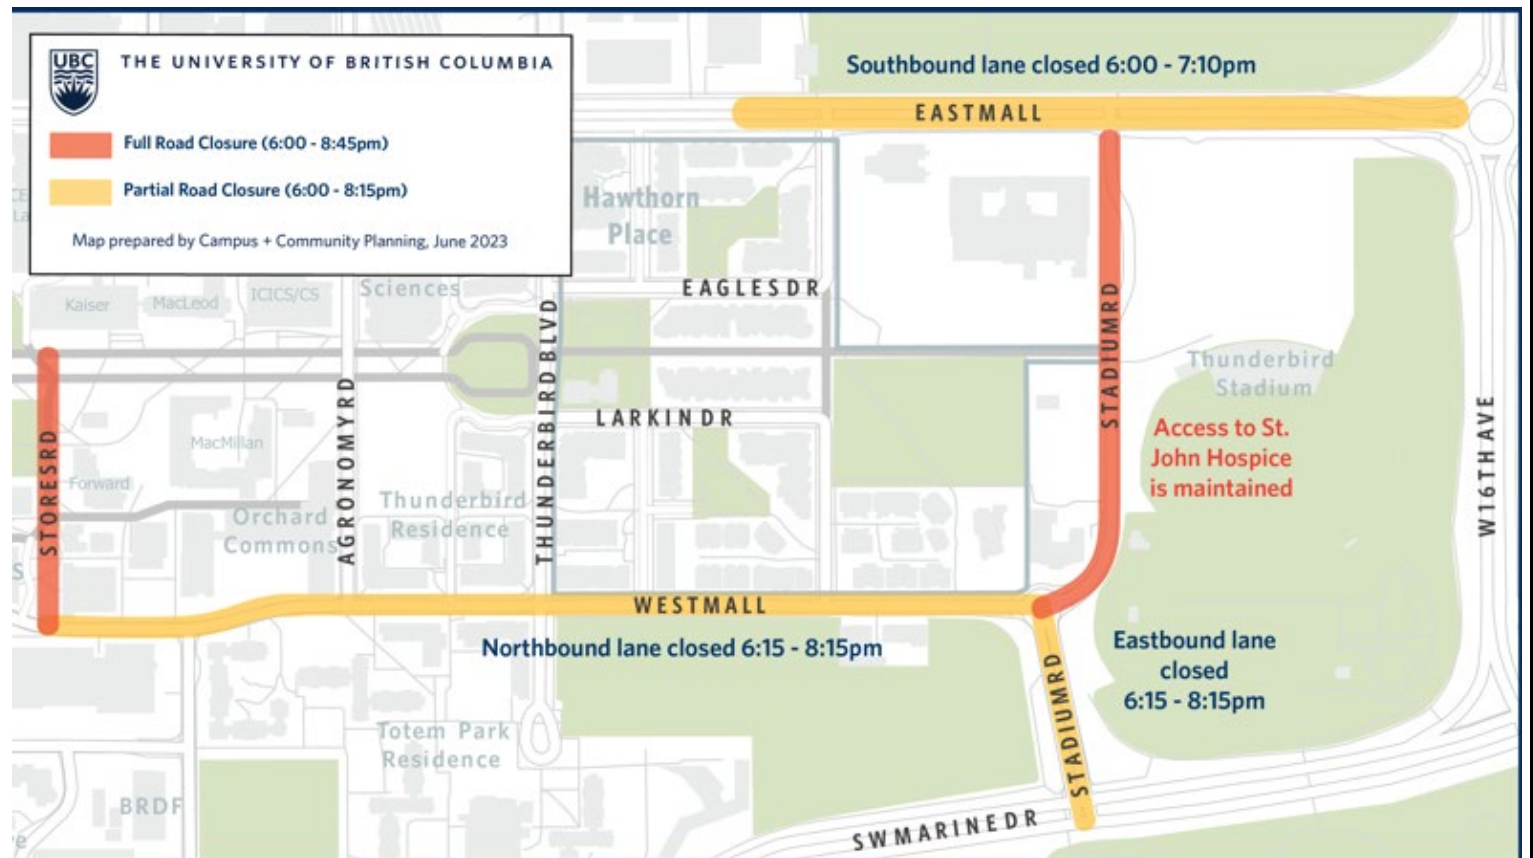 UBC
THE UNIVERSITY OF BRITISH COLUMBIA
Full Road Closure (6:00 - 8:45pm)
Partial Road Closure (6:00 - 8:15pm)
Map prepared by Campus + Community Planning, June 2023
Southbound lane closed 6:00 - 7:10pm
EASTMALL
Hawthorn
Place
EAGLESDR
Kaiser
MacLeod
ICICS/CS
Sciences
THUNDERBIRDBLVD
STADIUMRD
Thunderbird
Stadium
LARKINDR
AGRONOMYRD
STORESRD
MacMillan
Forward
Orchard
Commons
Thunderbird
Residence
Access to St.
John Hospice
is maintained
W16THAVE
WESTMALL
Northbound lane closed 6:15 - 8:15pm
Eastbound lane
closed
6:15 - 8:15pm
STADIUMRD
Totem Park
Residence
BRDF
SWMARINEDR